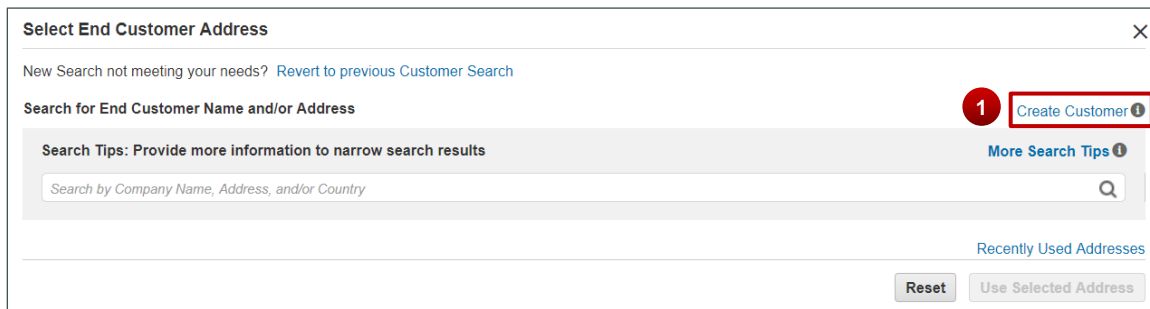 Select End Customer Address
New Search not meeting your needs? Revert to previous Customer Search
Search for End Customer Name and/or Address
1 Create Customer
Search Tips: Provide more information to narrow search results
More Search Tips
Search by Company Name, Address, and/or Country
Recently Used Addresses
Reset Use Selected Address